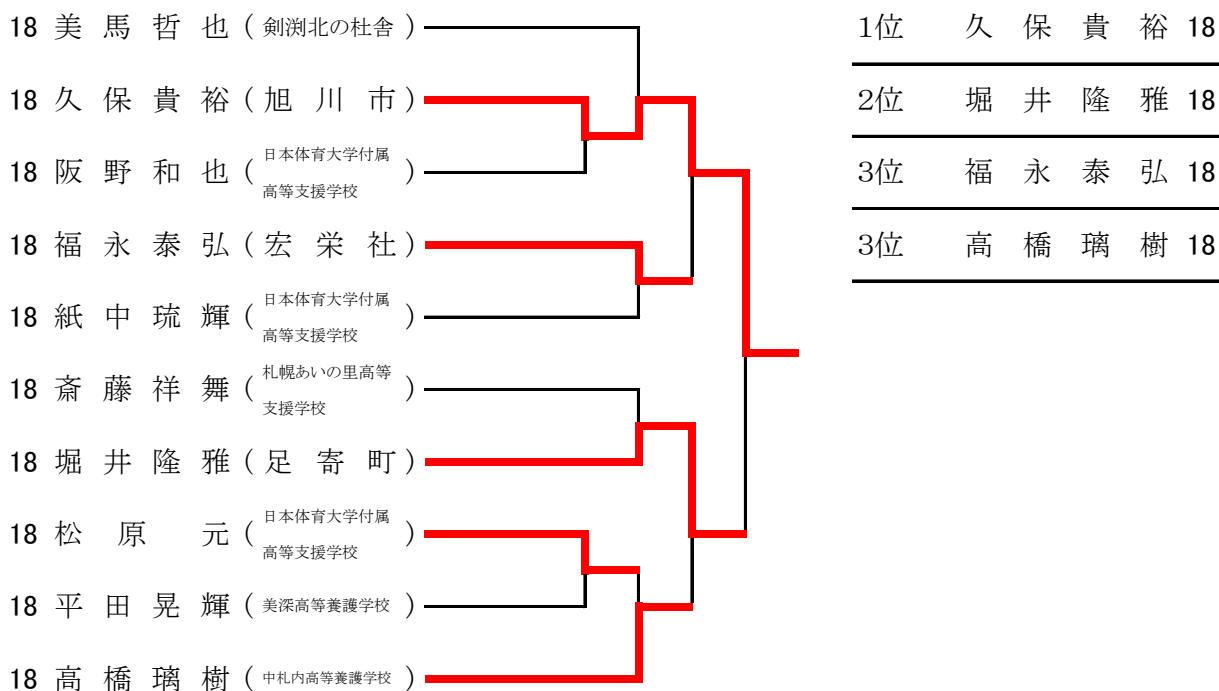 18 美馬哲也(剣渕北の杜舎)
18 久保貴裕(旭川市)
18 阪野和也(日本体育大学付属
高等支援学校)
18 福永泰弘(宏栄社)
18 紙中琉輝(日本体育大学付属
高等支援学校)
18 斎藤祥舞(札幌あいの里高等
支援学校)
18 堀井隆雅(足寄町)
18 松原元(日本体育大学付属
高等支援学校)
18 平田晃輝(美深高等養護学校)
18 高橋璃樹(中札内高等養護学校)
1位 久保貴裕 18
2位 堀井隆雅 18
3位 福永泰弘 18
3位 高橋璃樹 18